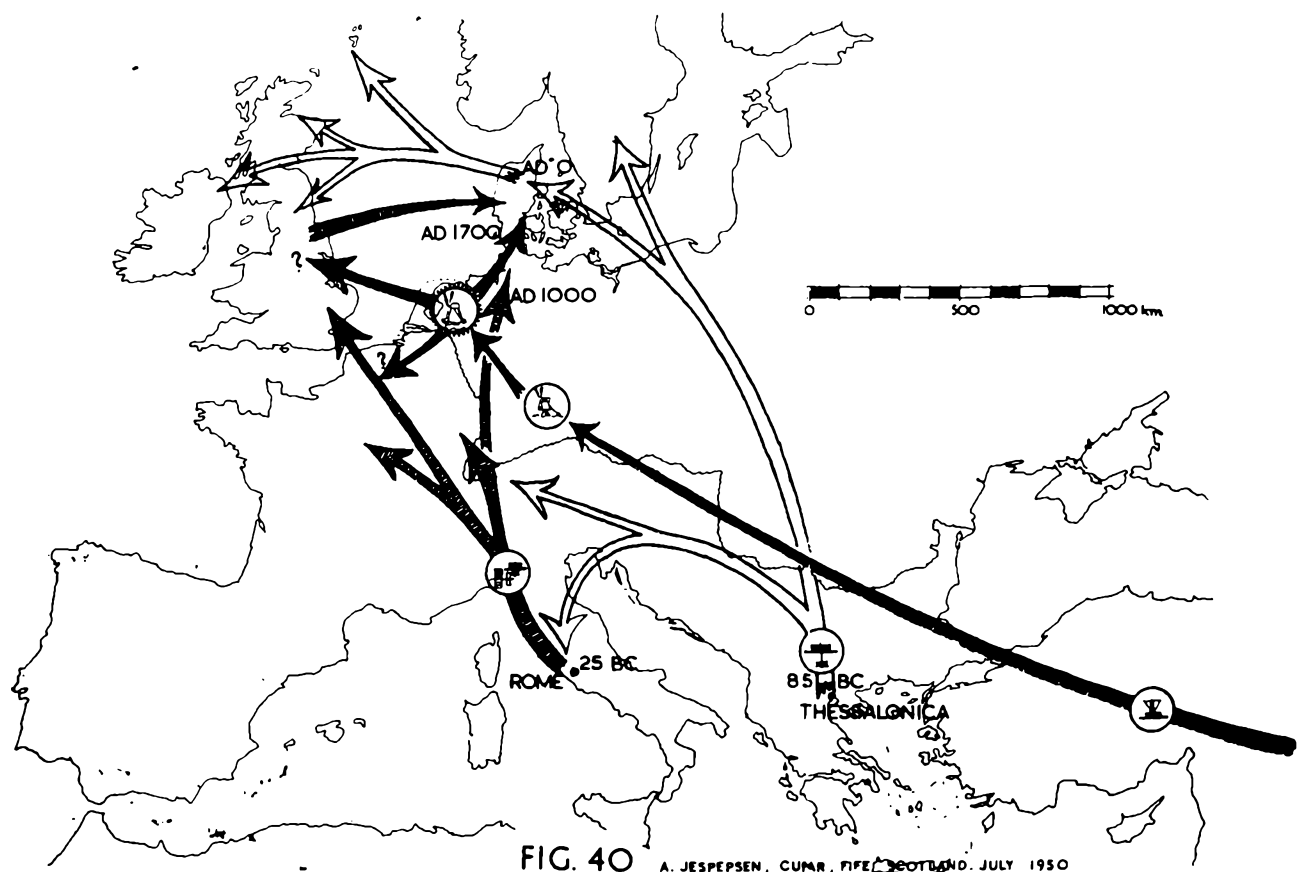 AD 0
AD 1700
?
AD 1000
?
0 500 1000 km
25 BC
ROME
85 BC
THESSALONICA
FIG. 40 A. JESPEPSEN, CUPAR, FIFE, SCOTLAND. JULY 1950